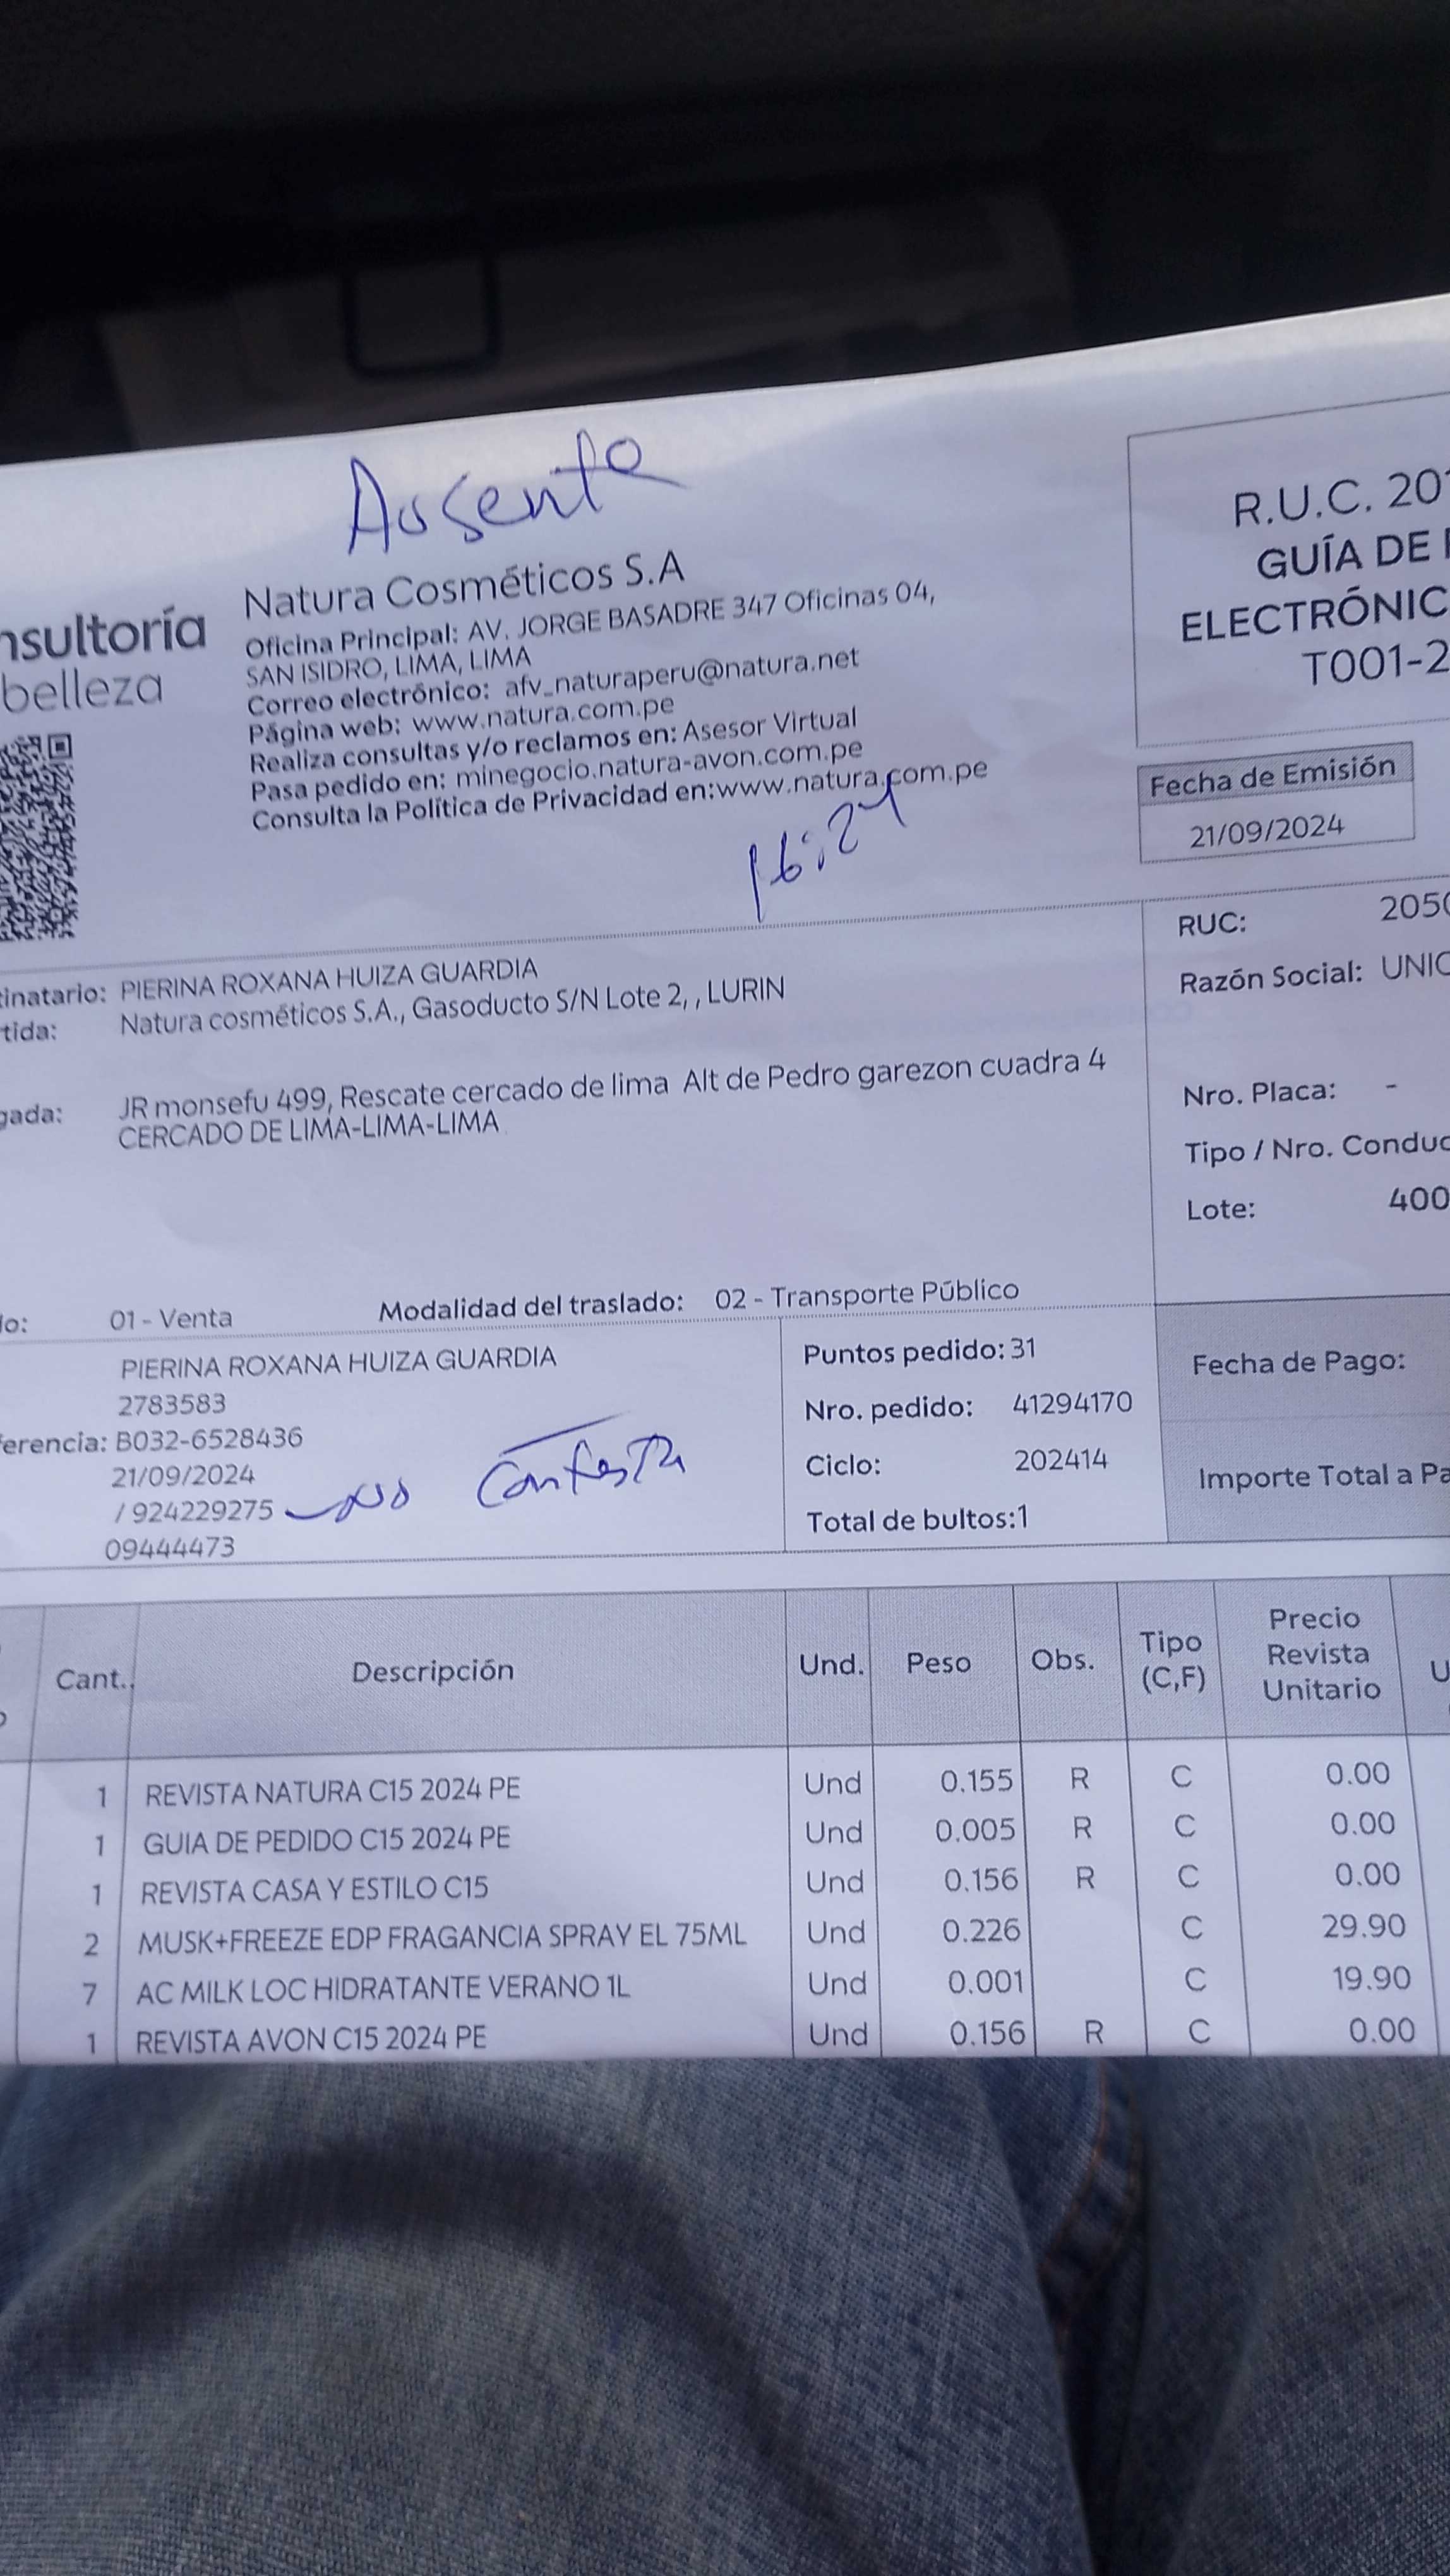 Ausente
Natura Cosméticos S.A
nsultoría
belleza
Oficina Principal: AV. JORGE BASADRE 347 Oficinas 04,
SAN ISIDRO, LIMA, LIMA
Correo electrónico: afv_naturaperu@natura.net
Página web: www.natura.com.pe
Realiza consultas y/o reclamos en: Asesor Virtual
Pasa pedido en: minegocio.natura-avon.com.pe
Consulta la Política de Privacidad en:www.natura.com.pe
R.U.C. 201
GUÍA DE
ELECTRÓNIC
T001-2
Fecha de Emisión
21/09/2024
16:21
tinatario: PIERINA ROXANA HUIZA GUARDIA
tida: Natura cosméticos S.A., Gasoducto S/N Lote 2, , LURIN
gada: JR monsefu 499, Rescate cercado de lima Alt de Pedro garezon cuadra 4
CERCADO DE LIMA-LIMA-LIMA
RUC: 2050
Razón Social: UNIC
Nro. Placa: -
Tipo / Nro. Conduc
Lote: 400
do: 01 - Venta Modalidad del traslado: 02 - Transporte Público
PIERINA ROXANA HUIZA GUARDIA
2783583
erencia: B032-6528436
21/09/2024
/ 924229275 no contesta
09444473
Puntos pedido: 31
Nro. pedido: 41294170
Ciclo: 202414
Total de bultos:1
Fecha de Pago:
Importe Total a Pa
Cant. Descripción Und. Peso Obs. Tipo (C,F) Precio Revista Unitario U
1 REVISTA NATURA C15 2024 PE Und 0.155 R C 0.00
1 GUIA DE PEDIDO C15 2024 PE Und 0.005 R C 0.00
1 REVISTA CASA Y ESTILO C15 Und 0.156 R C 0.00
2 MUSK+FREEZE EDP FRAGANCIA SPRAY EL 75ML Und 0.226 C 29.90
7 AC MILK LOC HIDRATANTE VERANO 1L Und 0.001 C 19.90
1 REVISTA AVON C15 2024 PE Und 0.156 R C 0.00